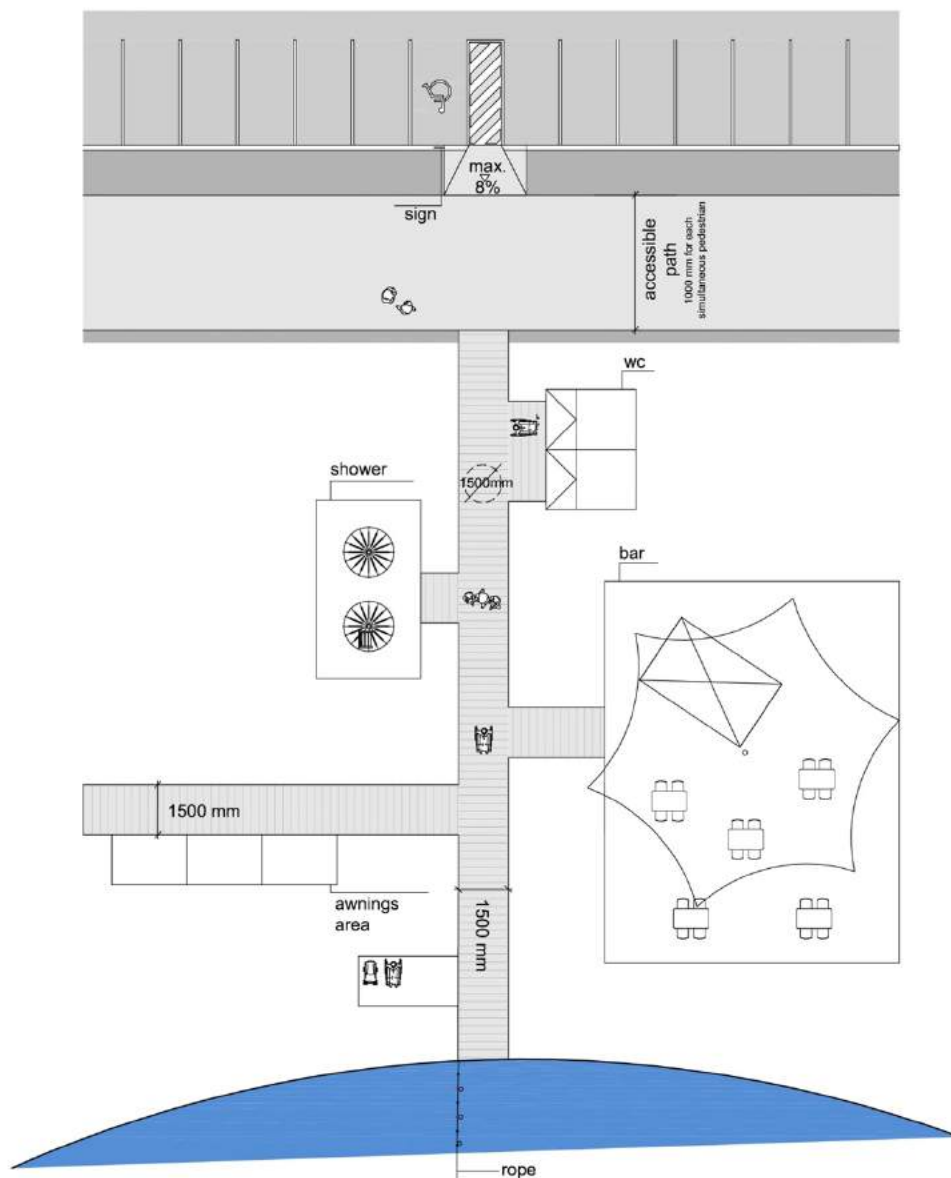 max.
8%
sign
accessible
path
1000 mm for each
simultaneous pedestrian
wc
shower
1500mm
bar
1500 mm
awnings
area
1500 mm
rope